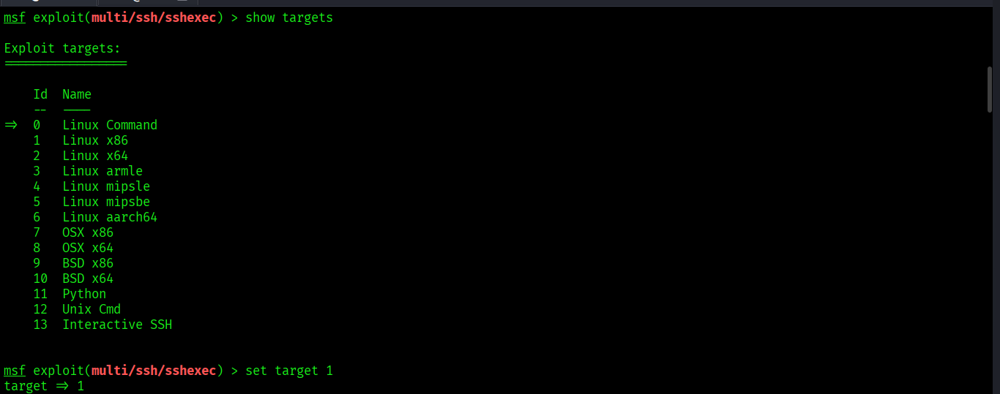 msf exploit(multi/ssh/sshexec) > show targets
Exploit targets:
=================
Id  Name
--  ----
=>  0   Linux Command
1   Linux x86
2   Linux x64
3   Linux armle
4   Linux mipsle
5   Linux mipsbe
6   Linux aarch64
7   OSX x86
8   OSX x64
9   BSD x86
10  BSD x64
11  Python
12  Unix Cmd
13  Interactive SSH
msf exploit(multi/ssh/sshexec) > set target 1
target => 1